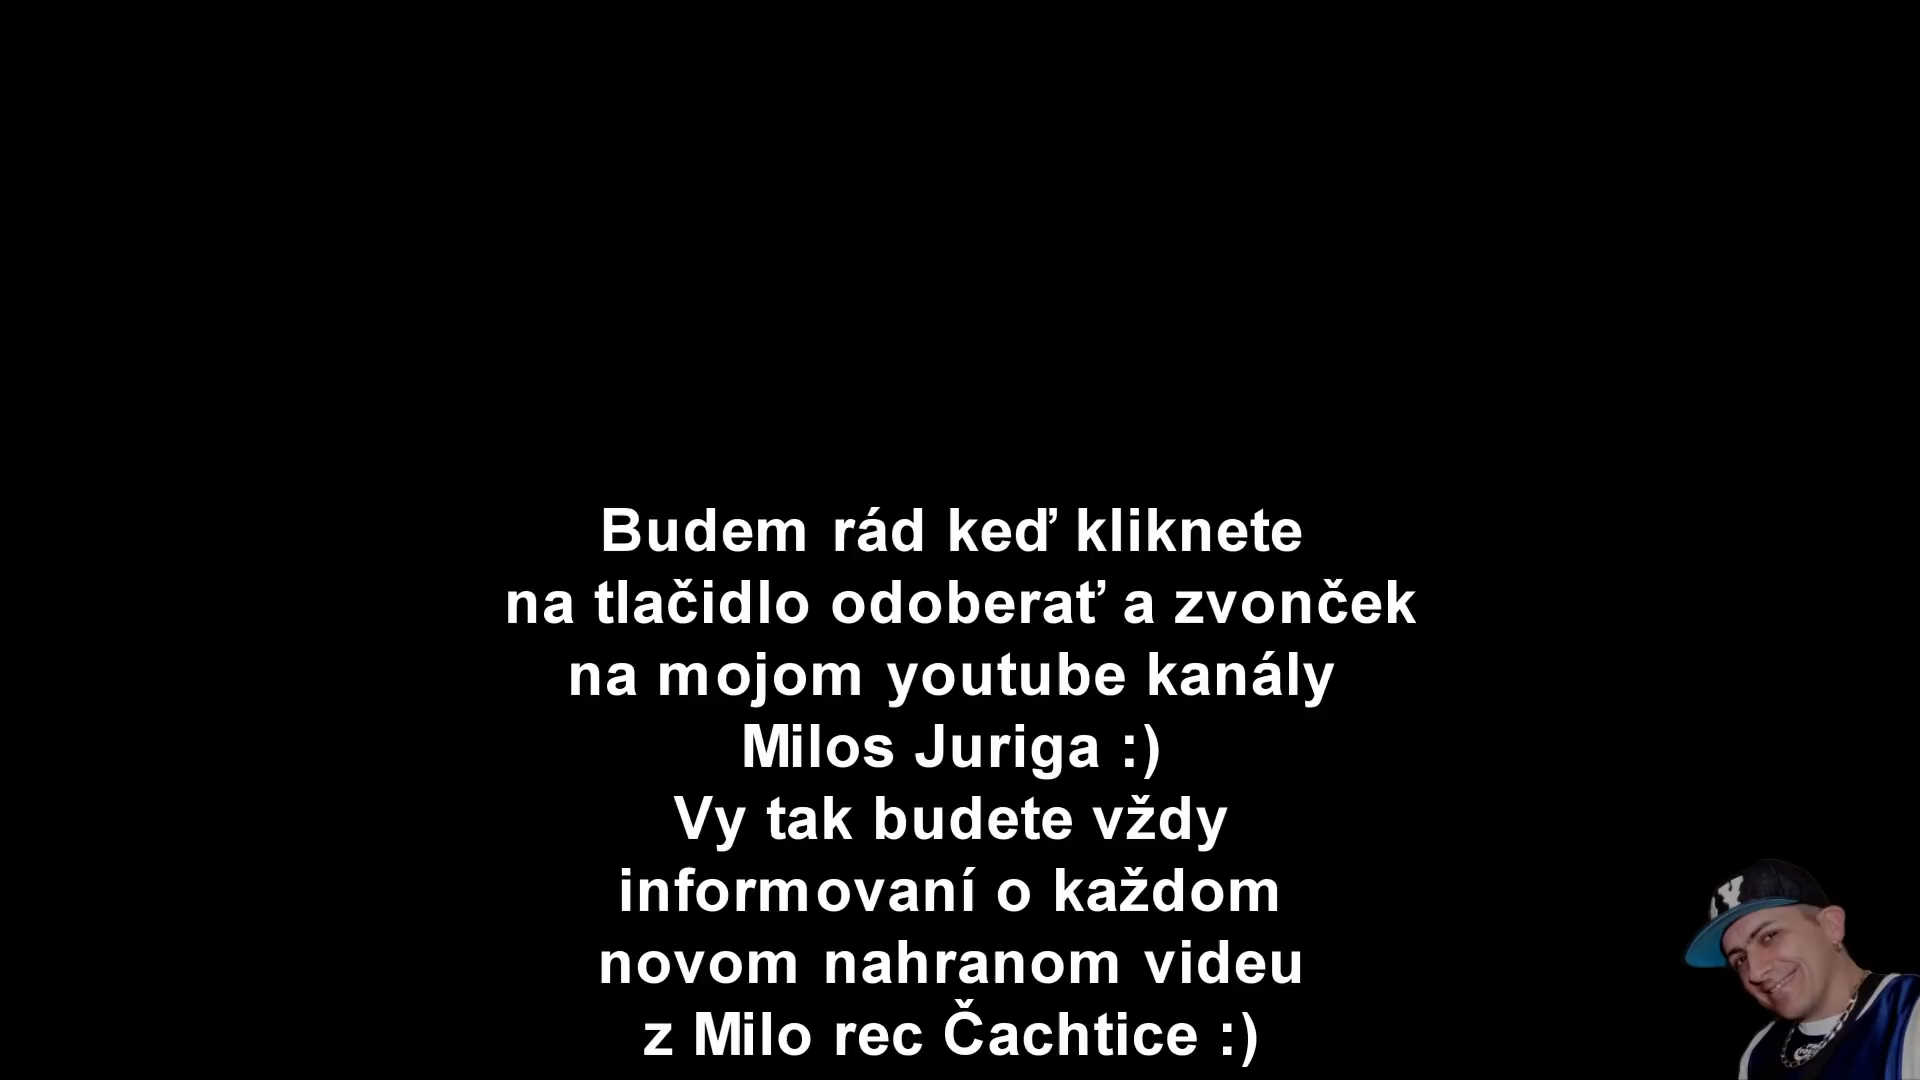 Budem rád keď kliknete
na tlačidlo odoberať a zvonček
na mojom youtube kanály
Milos Juriga :)
Vy tak budete vždy
informovaní o každom
novom nahranom videu
z Milo rec Čachtice :)